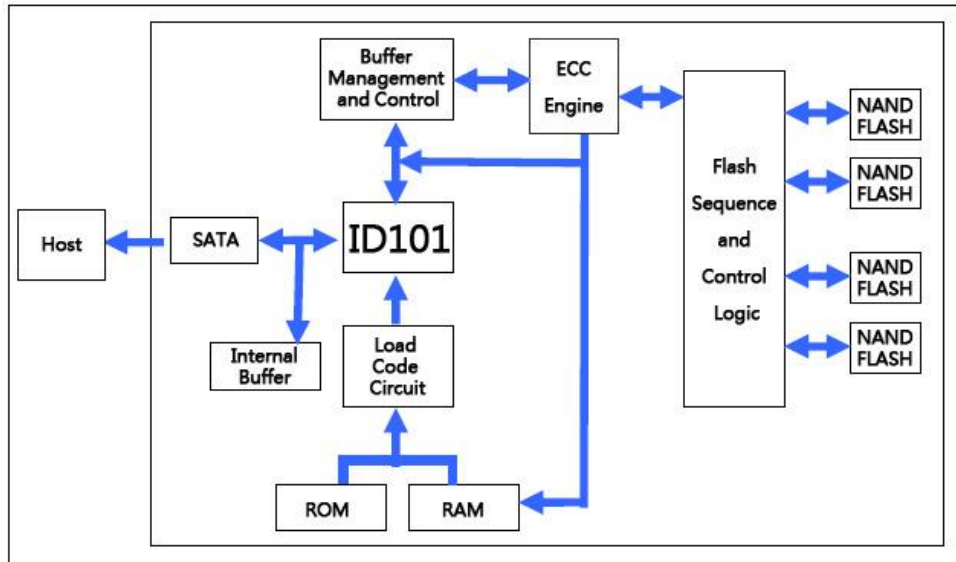 Buffer
Management
and Control
ECC
Engine
NAND
FLASH
NAND
FLASH
Flash
Sequence
and
Control
Logic
Host
SATA
ID101
NAND
FLASH
NAND
FLASH
Internal
Buffer
Load
Code
Circuit
ROM
RAM